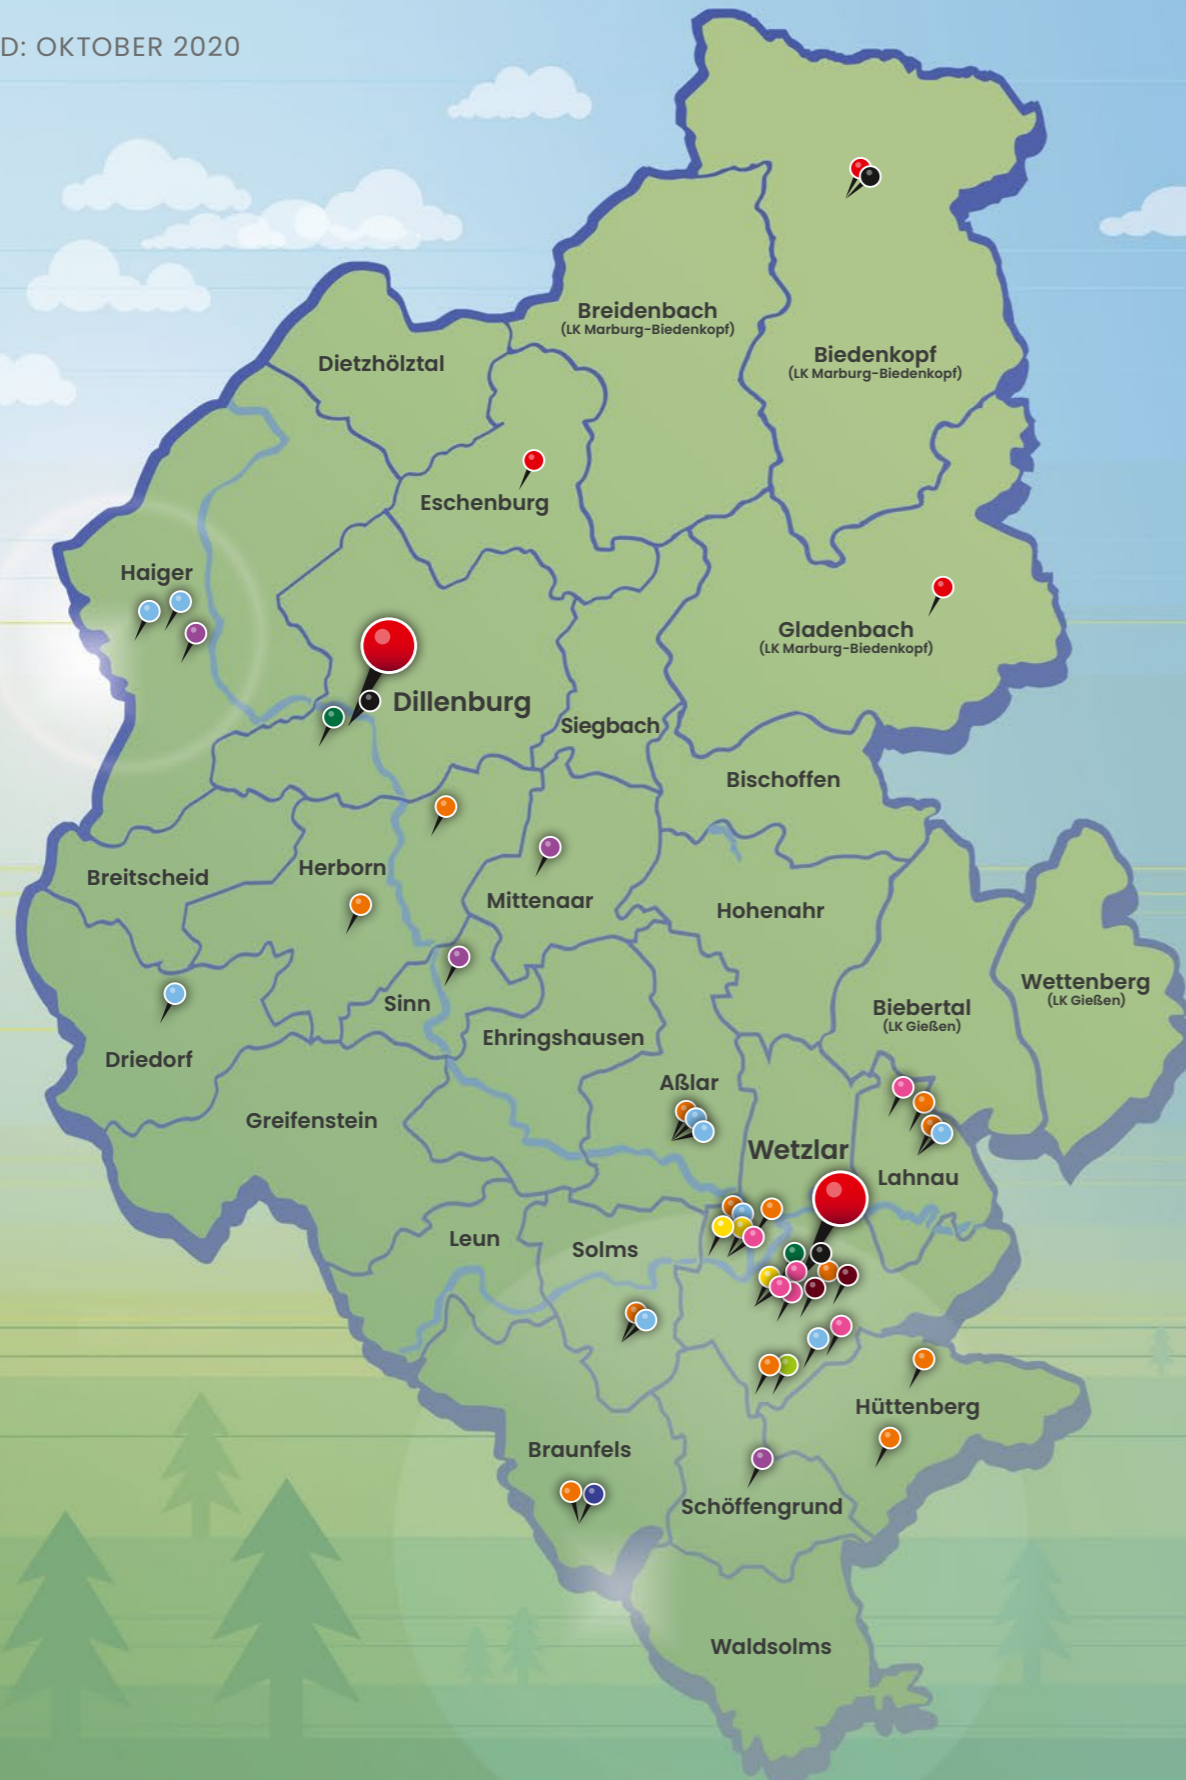 D: OKTOBER 2020
Breidenbach
(LK Marburg-Biedenkopf)
Dietzhölztal
Biedenkopf
(LK Marburg-Biedenkopf)
Eschenburg
Haiger
Gladenbach
(LK Marburg-Biedenkopf)
Dillenburg
Siegbach
Bischoffen
Herborn
Breitscheid
Mittenaar
Hohenahr
Wettenberg
(LK Gießen)
Sinn
Biebertal
(LK Gießen)
Ehringshausen
Driedorf
Aßlar
Greifenstein
Wetzlar
Lahnau
Leun
Solms
Hüttenberg
Braunfels
Schöffengrund
Waldsolms